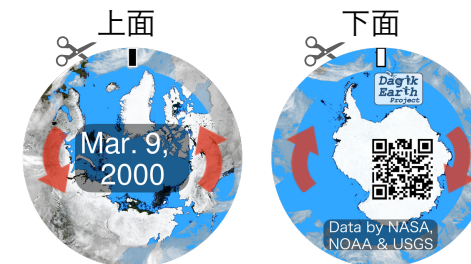 上面
下面
Mar. 9,
2000
Dagik
Earth
Project
Data by NASA,
NOAA & USGS